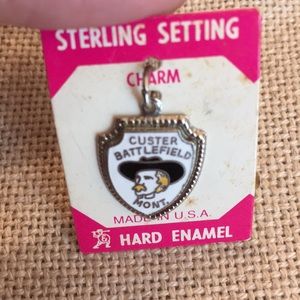 STERLING SETTING
CHARM
CUSTER
BATTLEFIELD
MONT.
MADE IN U.S.A.
HARD ENAMEL